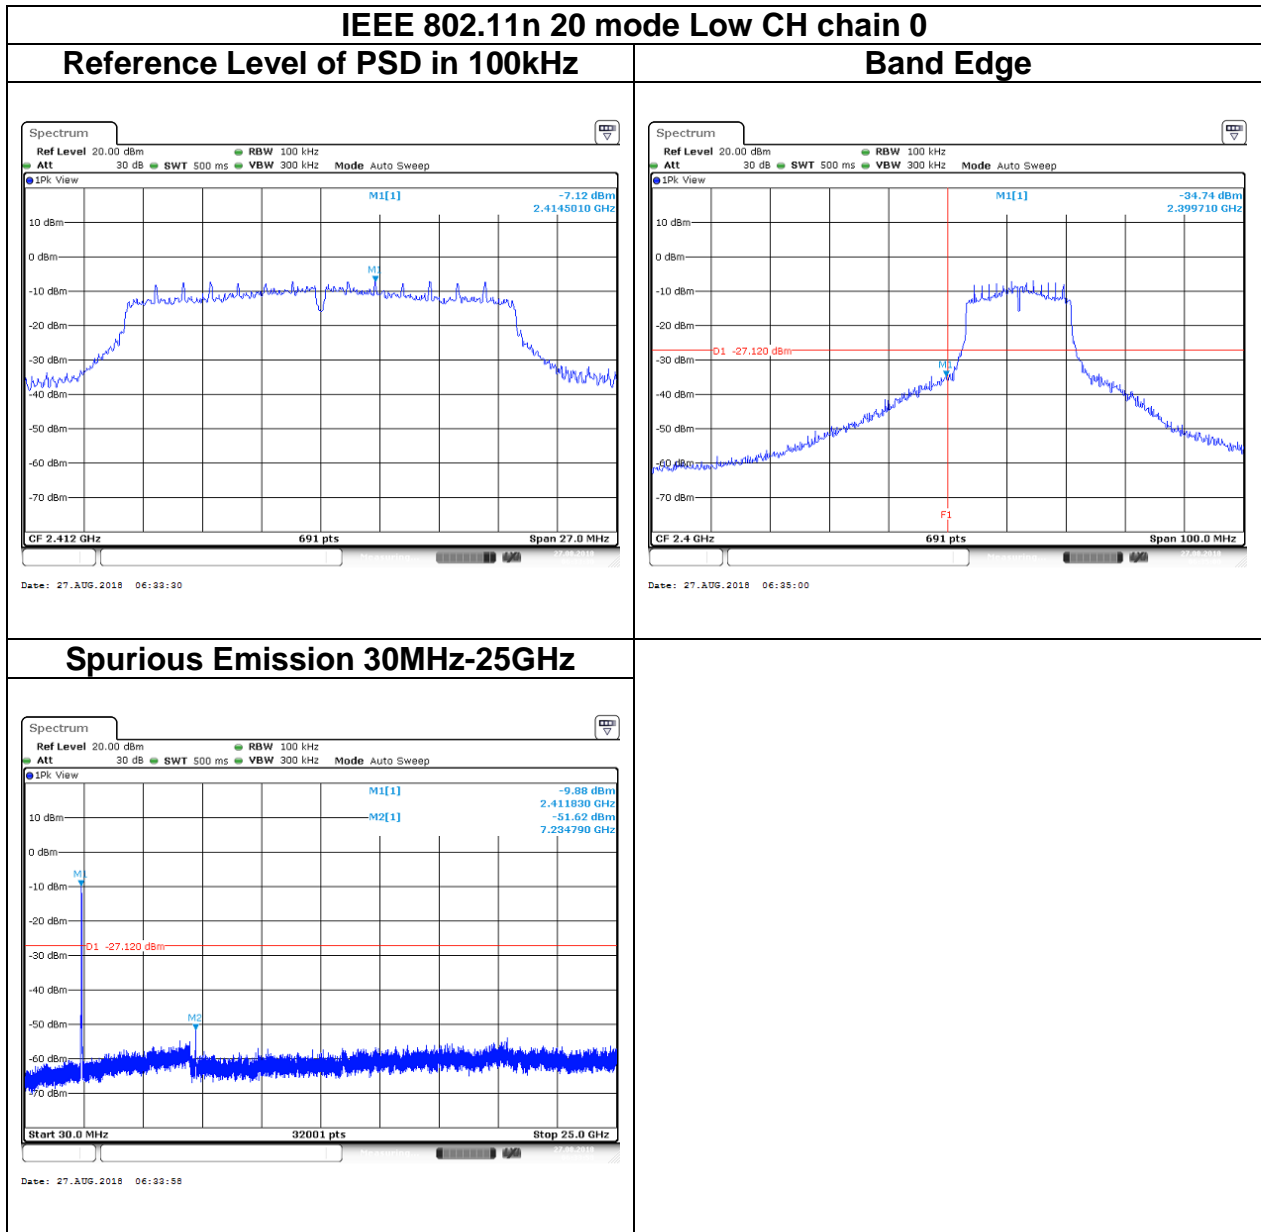 IEEE 802.11n 20 mode Low CH chain 0
Reference Level of PSD in 100kHz
Band Edge
Spectrum
Ref Level 20.00 dBm RBW 100 kHz
Att 30 dB SWT 500 ms VBW 300 kHz Mode Auto Sweep
1Pk View
M1[1] -7.12 dBm
2.4145010 GHz
10 dBm
0 dBm
M1
-10 dBm
-20 dBm
-30 dBm
-40 dBm
-50 dBm
-60 dBm
-70 dBm
CF 2.412 GHz 691 pts Span 27.0 MHz
Date: 27.AUG.2018 06:33:30
Spectrum
Ref Level 20.00 dBm RBW 100 kHz
Att 30 dB SWT 500 ms VBW 300 kHz Mode Auto Sweep
1Pk View
M1[1] -34.74 dBm
2.399710 GHz
10 dBm
0 dBm
-10 dBm
-20 dBm
D1 -27.120 dBm
-30 dBm
M1
-40 dBm
-50 dBm
-60 dBm
-70 dBm
F1
CF 2.4 GHz 691 pts Span 100.0 MHz
Date: 27.AUG.2018 06:35:00
Spurious Emission 30MHz-25GHz
Spectrum
Ref Level 20.00 dBm RBW 100 kHz
Att 30 dB SWT 500 ms VBW 300 kHz Mode Auto Sweep
1Pk View
M1[1] -9.88 dBm
2.411830 GHz
10 dBm M2[1] -51.62 dBm
7.234790 GHz
0 dBm
M1
-10 dBm
-20 dBm
D1 -27.120 dBm
-30 dBm
-40 dBm
M2
-50 dBm
-60 dBm
-70 dBm
Start 30.0 MHz 32001 pts Stop 25.0 GHz
Date: 27.AUG.2018 06:33:58